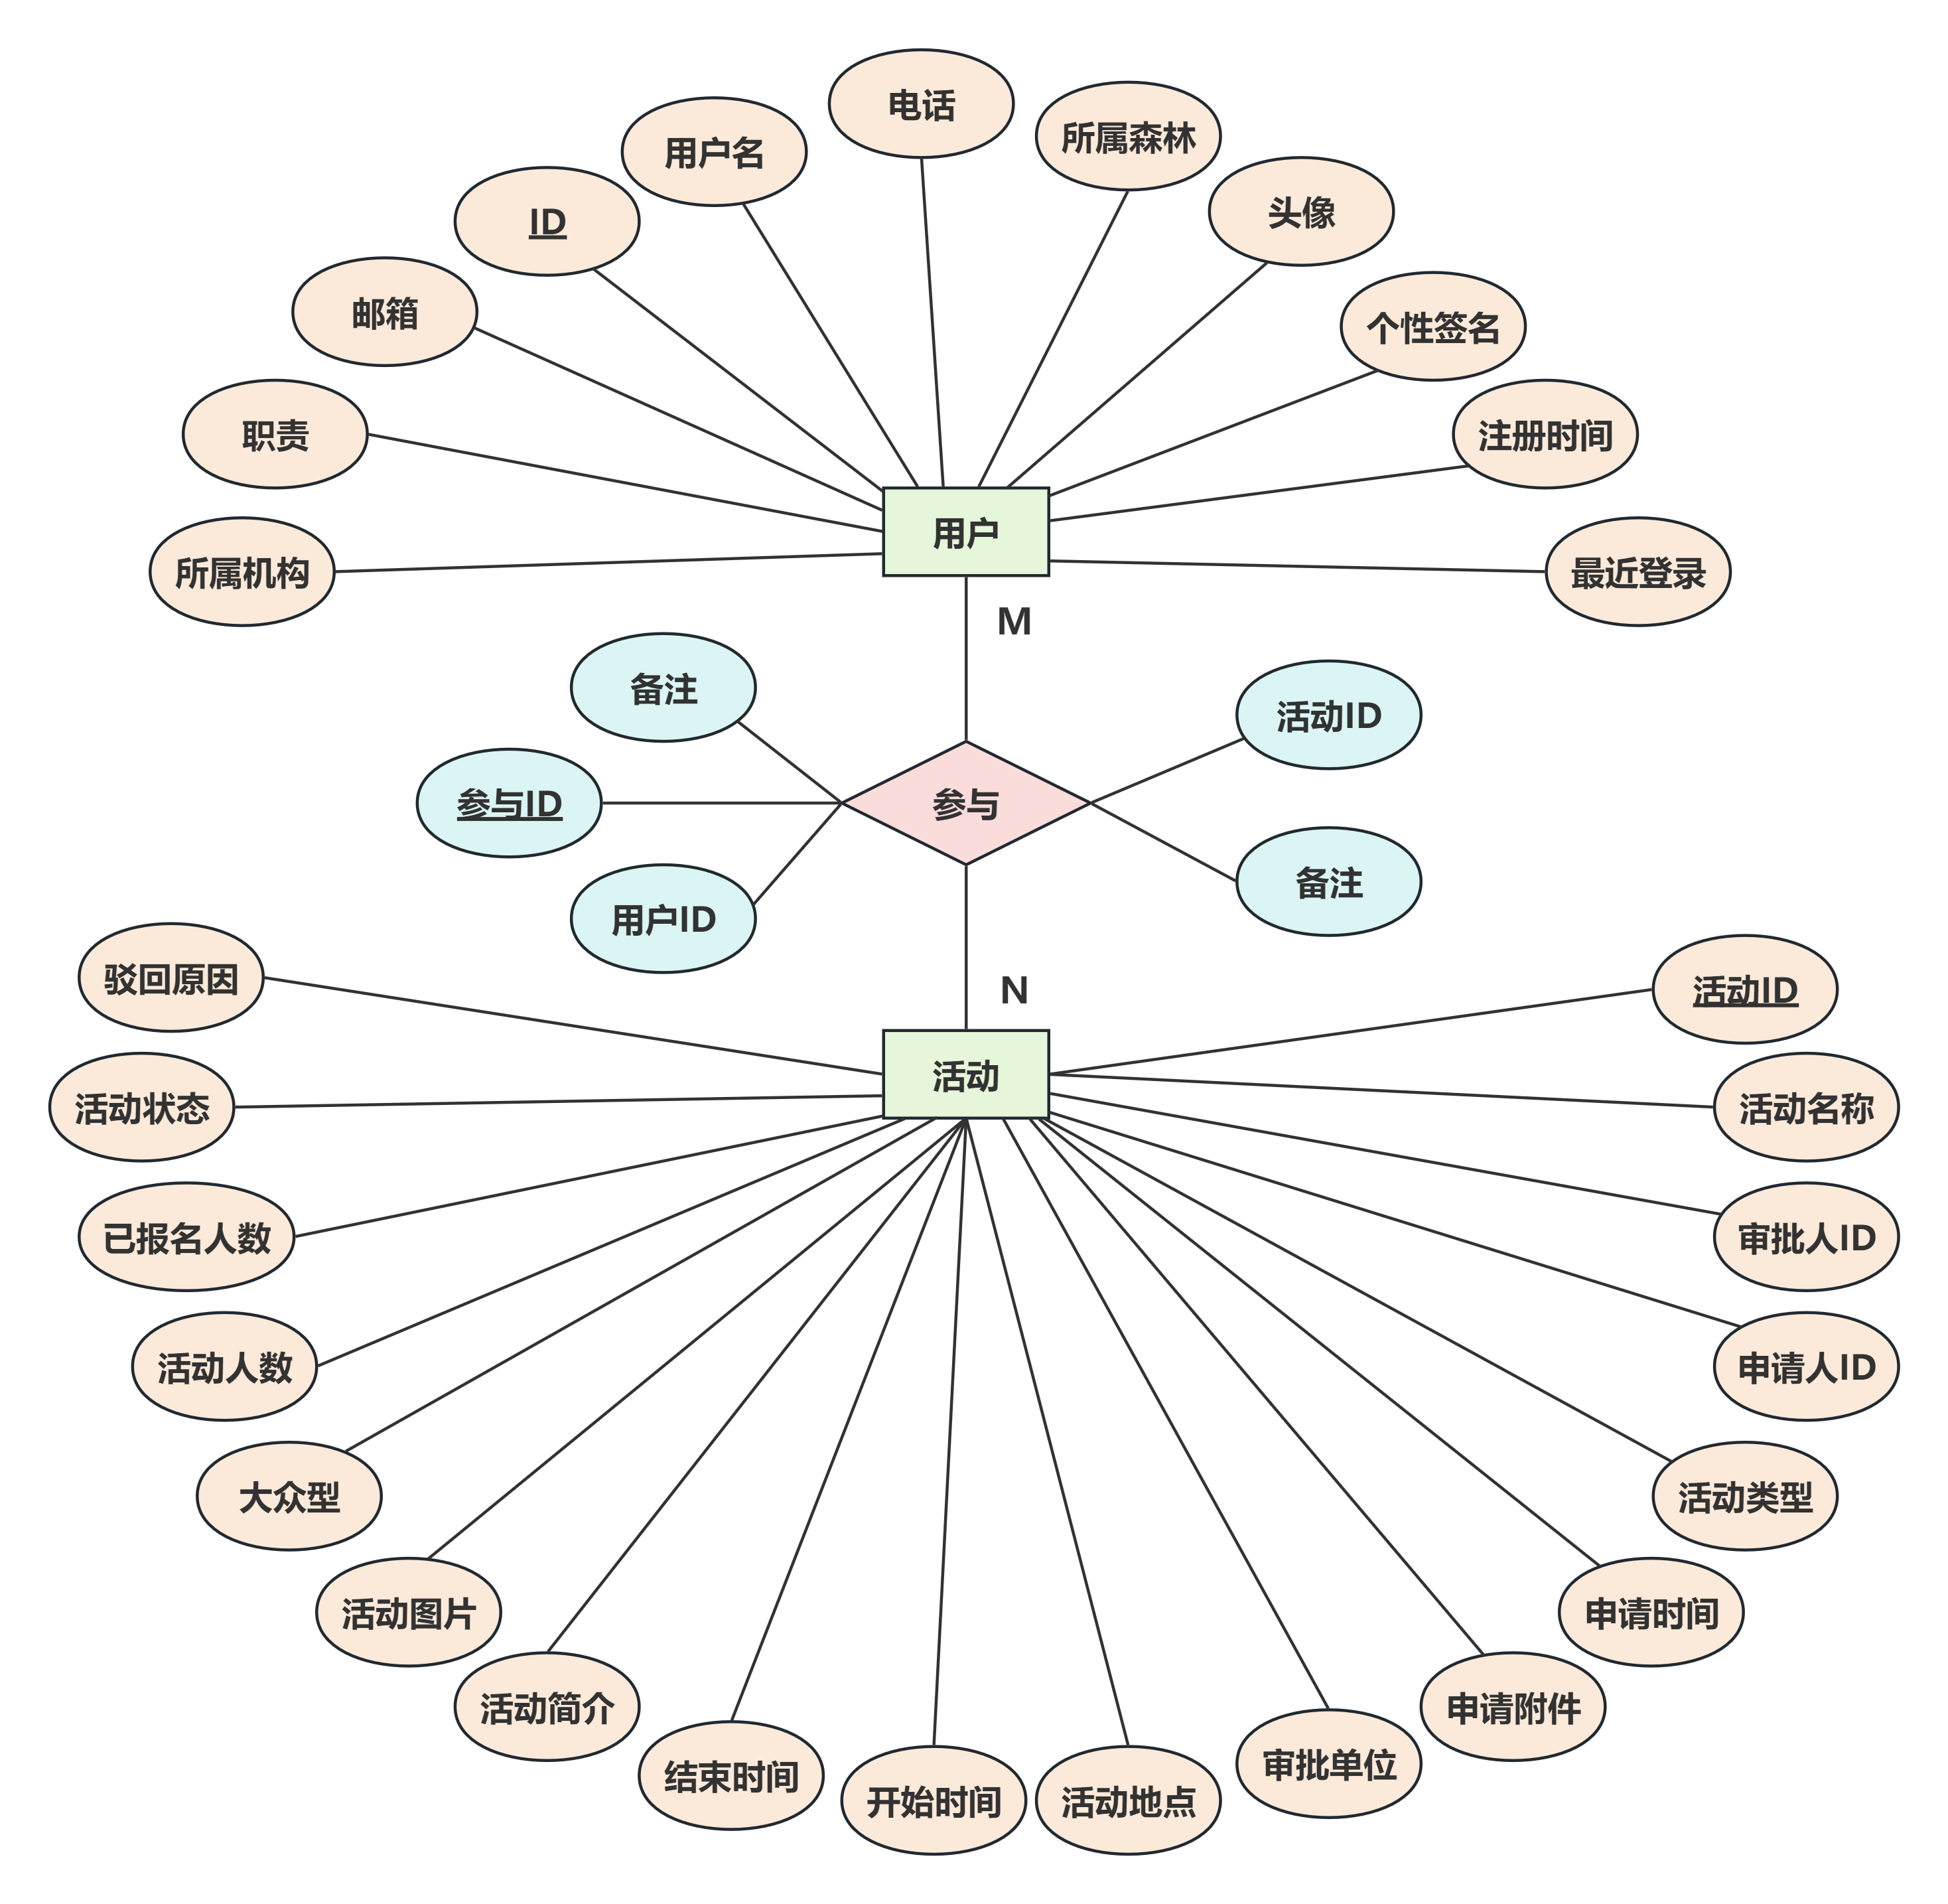 电话
所属森林
用户名
头像
ID
邮箱
个性签名
职责
注册时间
用户
所属机构
最近登录
M
备注
活动ID
参与ID
参与
用户ID
备注
驳回原因
N
活动ID
活动
活动状态
活动名称
已报名人数
审批人ID
活动人数
申请人ID
大众型
活动类型
活动图片
申请时间
活动简介
申请附件
结束时间
审批单位
开始时间
活动地点